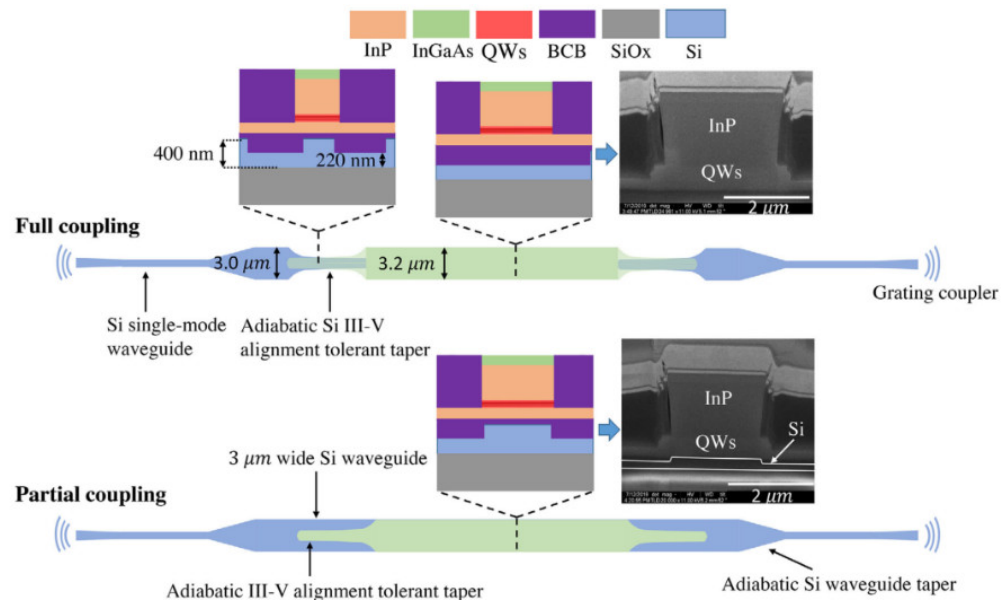 InP InGaAs QWs BCB SiOx Si
400 nm
220 nm
InP
QWs
2 μm
Full coupling
3.0 μm
3.2 μm
Grating coupler
Si single-mode
waveguide
Adiabatic Si III-V
alignment tolerant taper
InP
QWs
Si
2 μm
3 μm wide Si waveguide
Partial coupling
Adiabatic III-V alignment tolerant taper
Adiabatic Si waveguide taper